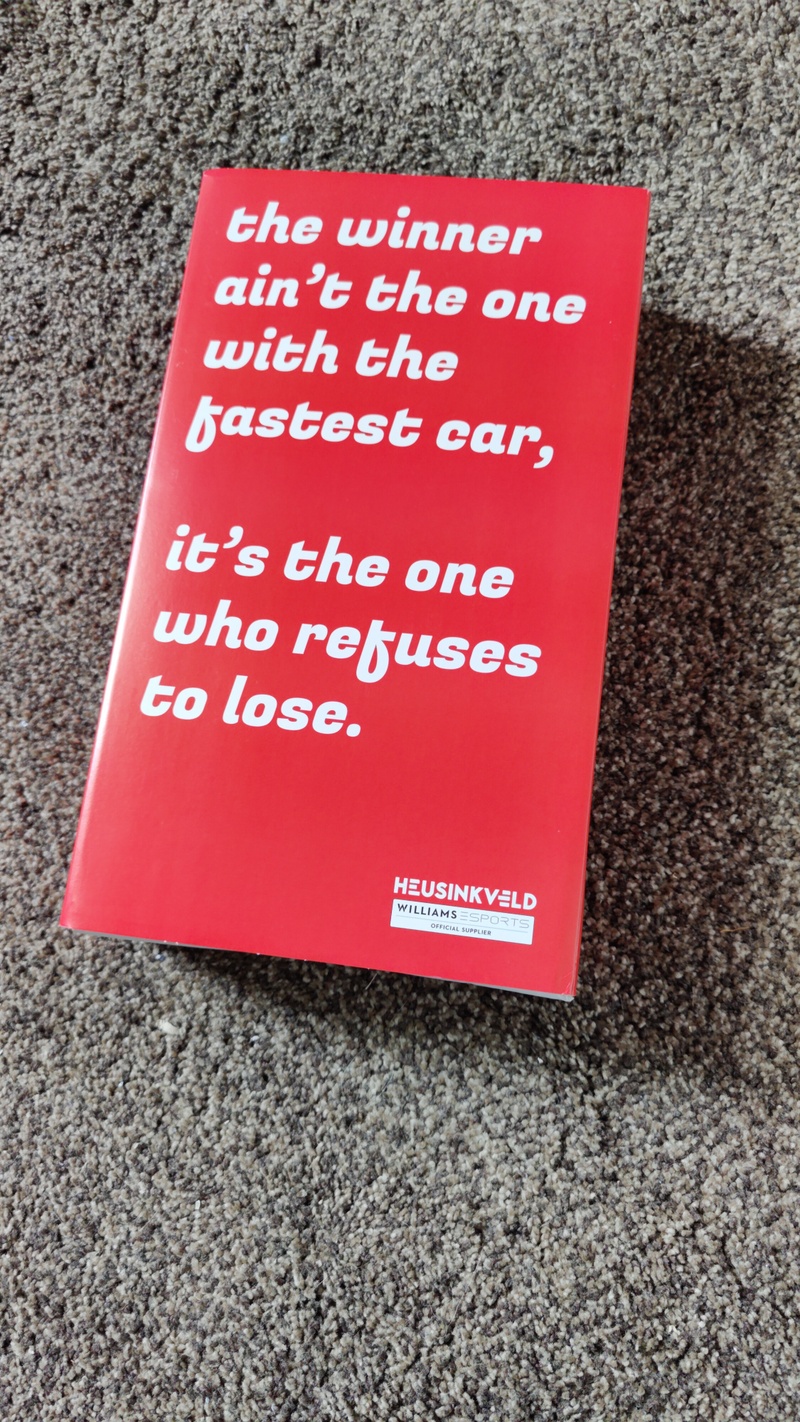 the winner
ain't the one
with the
fastest car,
it's the one
who refuses
to lose.
HEUSINKVELD
WILLIAMS ESPORTS
OFFICIAL SUPPLIER